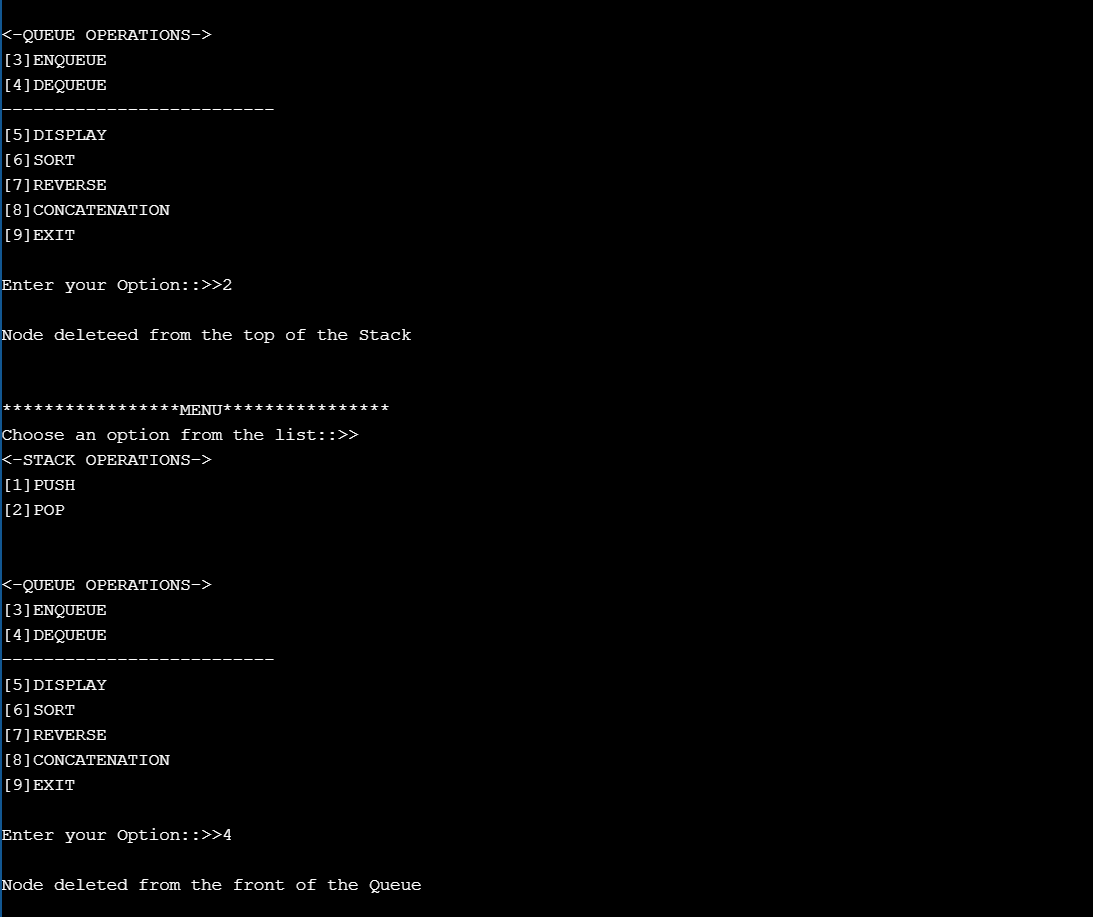 <-QUEUE OPERATIONS->
[3]ENQUEUE
[4]DEQUEUE
--------------------------
[5]DISPLAY
[6]SORT
[7]REVERSE
[8]CONCATENATION
[9]EXIT
Enter your Option::>>2
Node deleteed from the top of the Stack
*****************MENU****************
Choose an option from the list::>>
<-STACK OPERATIONS->
[1]PUSH
[2]POP
<-QUEUE OPERATIONS->
[3]ENQUEUE
[4]DEQUEUE
--------------------------
[5]DISPLAY
[6]SORT
[7]REVERSE
[8]CONCATENATION
[9]EXIT
Enter your Option::>>4
Node deleted from the front of the Queue